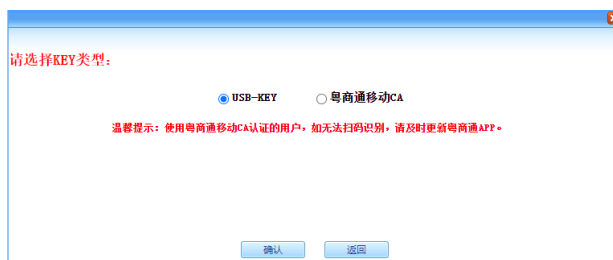 请选择KEY类型：
USB-KEY 粤商通移动CA
温馨提示：使用粤商通移动CA认证的用户，如无法扫码识别，请及时更新粤商通APP。
确认 返回